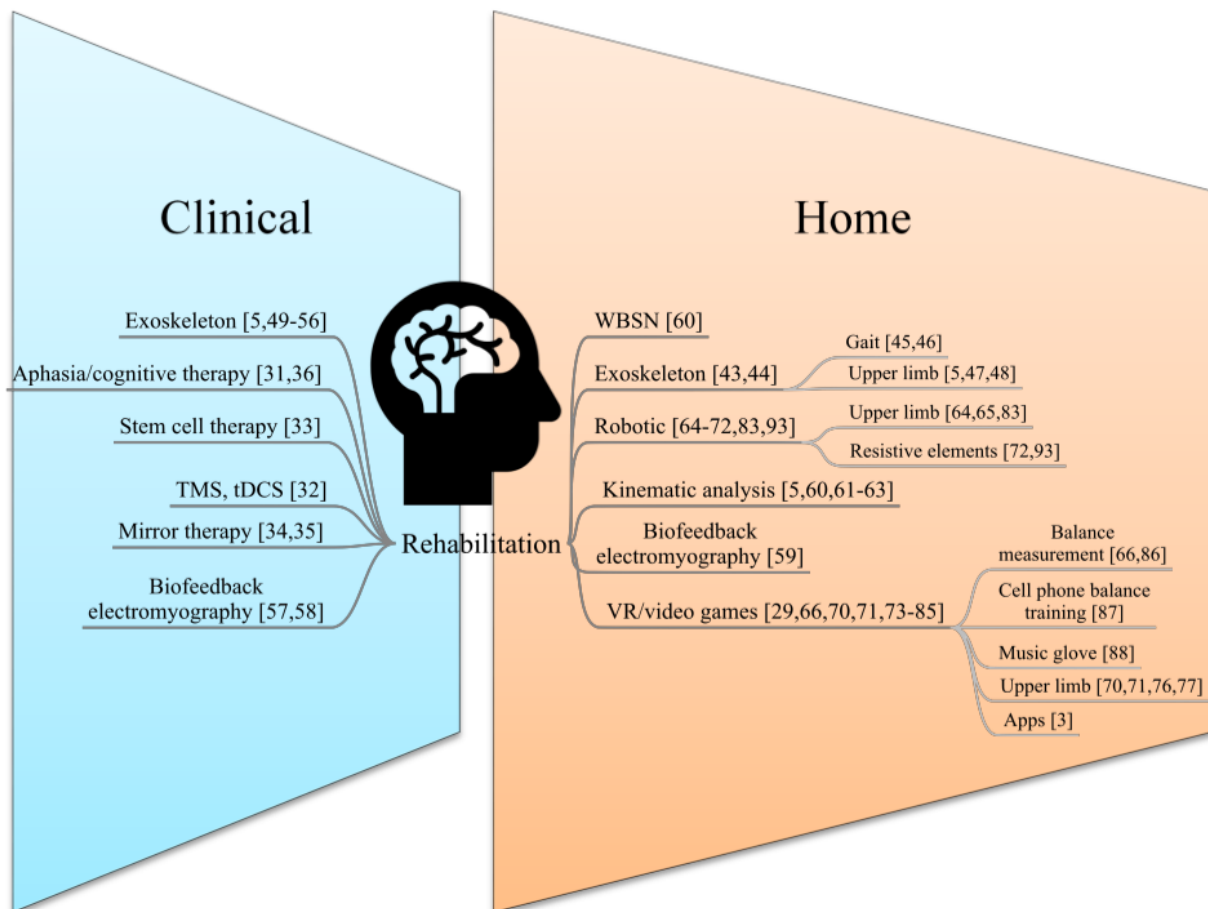 Clinical
Exoskeleton [5,49-56]
Aphasia/cognitive therapy [31,36]
Stem cell therapy [33]
TMS, tDCS [32]
Mirror therapy [34,35]
Biofeedback
electromyography [57,58]
Rehabilitation
Home
WBSN [60]
Exoskeleton [43,44]
Gait [45,46]
Upper limb [5,47,48]
Robotic [64-72,83,93]
Upper limb [64,65,83]
Resistive elements [72,93]
Kinematic analysis [5,60,61-63]
Biofeedback
electromyography [59]
VR/video games [29,66,70,71,73-85]
Balance
measurement [66,86]
Cell phone balance
training [87]
Music glove [88]
Upper limb [70,71,76,77]
Apps [3]